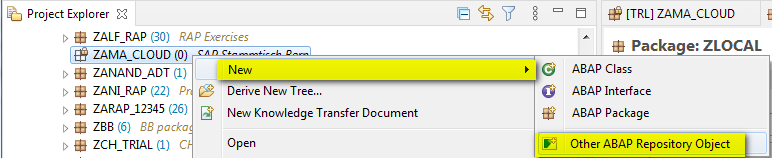 Project Explorer
[TRL] ZAMA_CLOUD
ZALF_RAP (30) RAP Exercises
ZAMA_CLOUD (0) SAP Stammtisch Bern
Package: ZLOCAL
ZANAND_ADT (1)
New
ABAP Class
ZANI_RAP (22)
Derive New Tree...
ABAP Interface
ZARAP_12345 (26)
New Knowledge Transfer Document
ABAP Package
ZBB (6) BB packa
ZCH_TRIAL (1) CH
Open
Other ABAP Repository Object